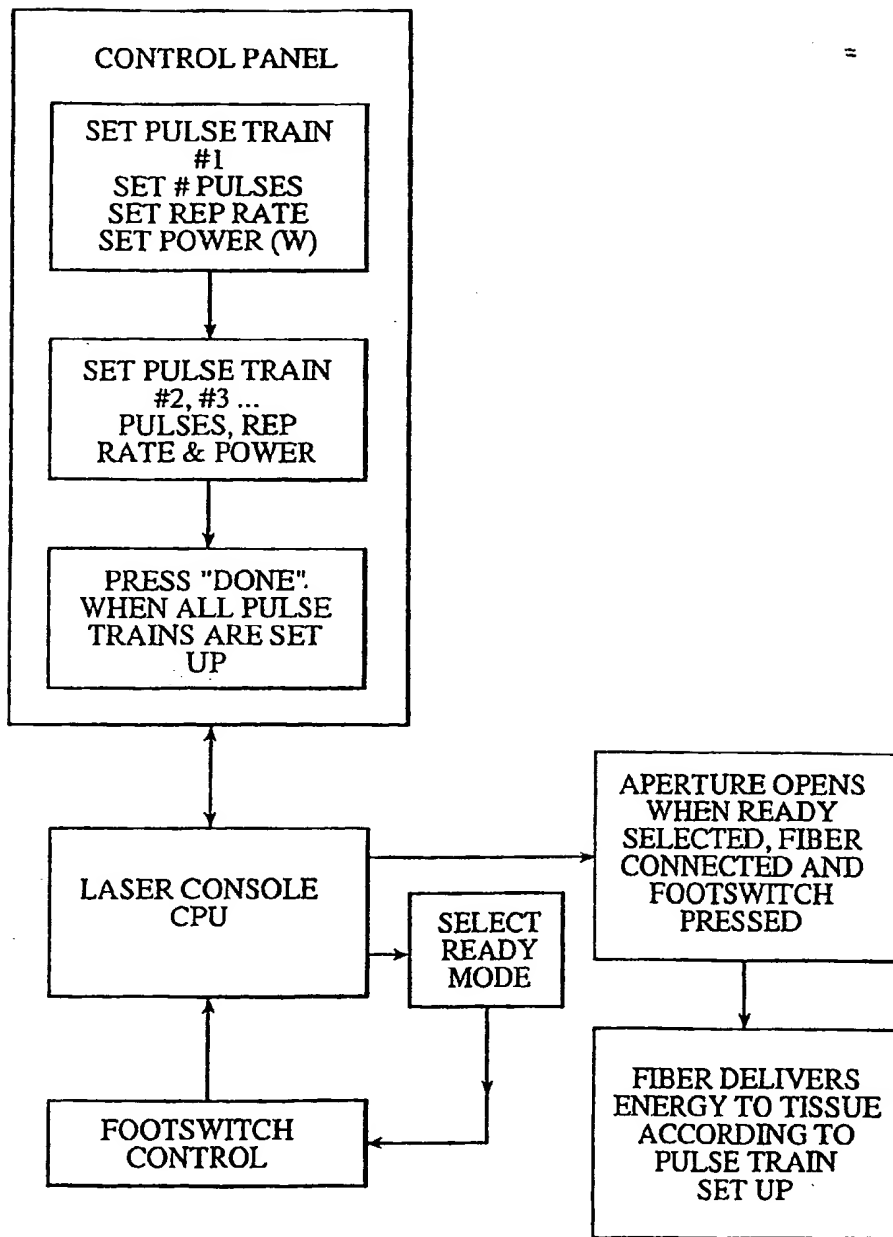 CONTROL PANEL
SET PULSE TRAIN
#1
SET # PULSES
SET REP RATE
SET POWER (W)
SET PULSE TRAIN
#2, #3 ...
PULSES, REP
RATE & POWER
PRESS "DONE".
WHEN ALL PULSE
TRAINS ARE SET
UP
LASER CONSOLE
CPU
SELECT
READY
MODE
FOOTSWITCH
CONTROL
APERTURE OPENS
WHEN READY
SELECTED, FIBER
CONNECTED AND
FOOTSWITCH
PRESSED
FIBER DELIVERS
ENERGY TO TISSUE
ACCORDING TO
PULSE TRAIN
SET UP